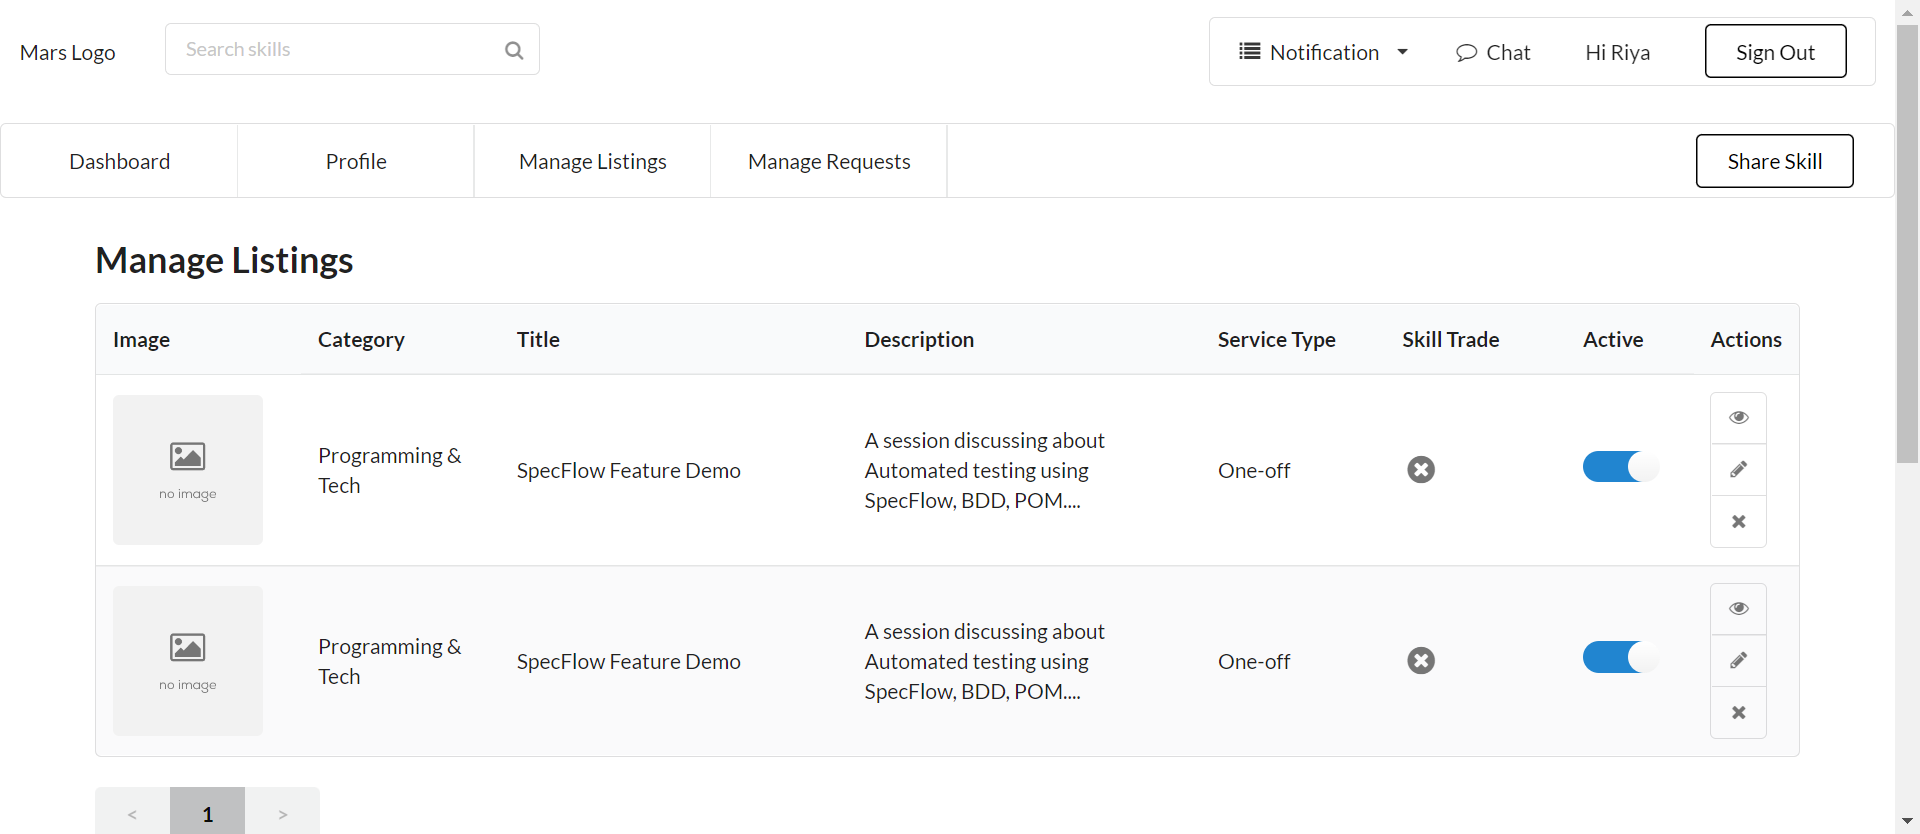 Mars Logo
Search skills
Notification
Chat
Hi Riya
Sign Out
Dashboard
Profile
Manage Listings
Manage Requests
Share Skill
Manage Listings
Image
Category
Title
Description
Service Type
Skill Trade
Active
Actions
no image
Programming &
Tech
SpecFlow Feature Demo
A session discussing about
Automated testing using
SpecFlow, BDD, POM....
One-off
no image
Programming &
Tech
SpecFlow Feature Demo
A session discussing about
Automated testing using
SpecFlow, BDD, POM....
One-off
< 1 >